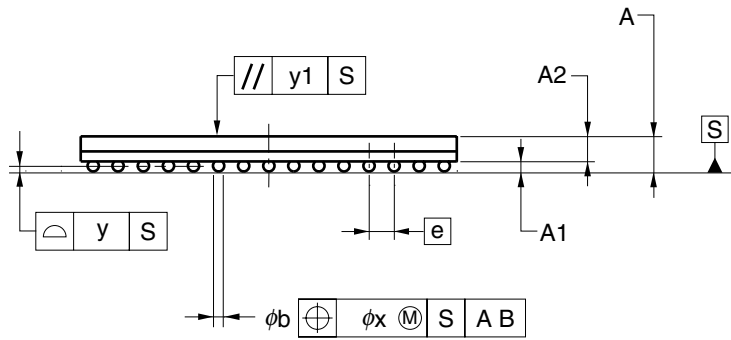 A
// y1 S
A2
S
⌓ y S
e
A1
ϕb ⌖ ϕx Ⓜ S A B